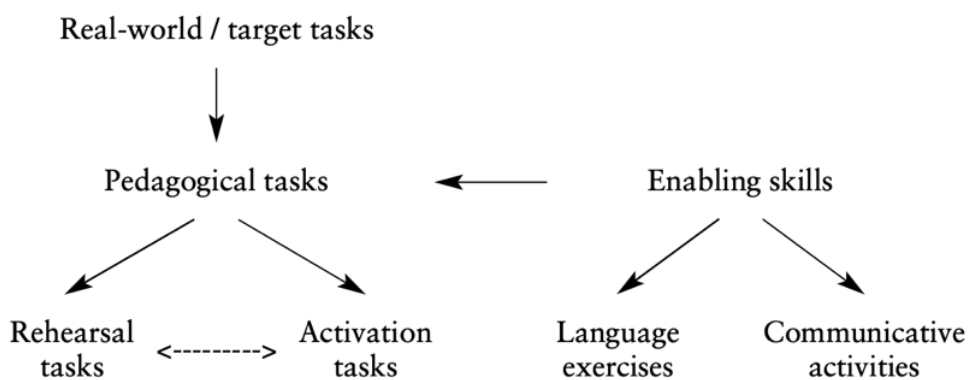 Real-world / target tasks
Pedagogical tasks
Enabling skills
Rehearsal
tasks
Activation
tasks
Language
exercises
Communicative
activities